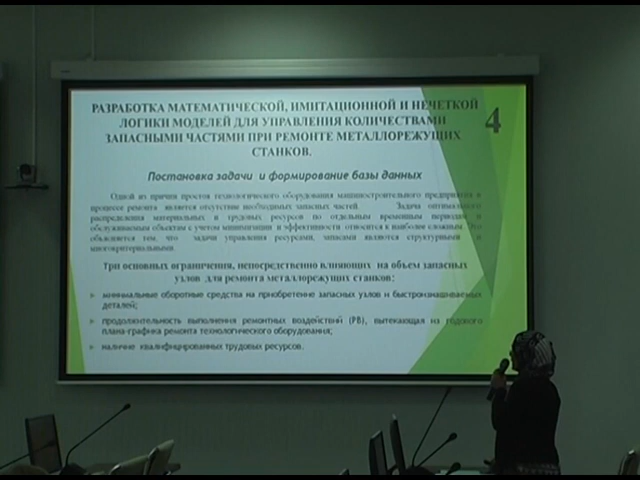 РАЗРАБОТКА МАТЕМАТИЧЕСКОЙ, ИМИТАЦИОННОЙ И НЕЧЕТКОЙ
ЛОГИКИ МОДЕЛЕЙ ДЛЯ УПРАВЛЕНИЯ КОЛИЧЕСТВАМИ
ЗАПАСНЫМИ ЧАСТЯМИ ПРИ РЕМОНТЕ МЕТАЛЛОРЕЖУЩИХ
СТАНКОВ.
4
Постановка задачи и формирование базы данных
Одной из причин простоя технологического оборудования машиностроительного предприятия в
процессе ремонта является отсутствие необходимых запасных частей. Задача оптимального
распределения материальных и трудовых ресурсов по отдельным временным периодам и
обслуживаемым объектам с учетом минимизации и эффективности относится к наиболее сложным. Это
объясняется тем, что задачи управления ресурсами, запасами являются структурными и
многокритериальными.
Три основных ограничения, непосредственно влияющих на объем запасных
узлов для ремонта металлорежущих станков:
минимальные оборотные средства на приобретение запасных узлов и быстроизнашиваемых
деталей;
продолжительность выполнения ремонтных воздействий (РВ), вытекающая из годового
плана-графика ремонта технологического оборудования;
наличие квалифицированных трудовых ресурсов.